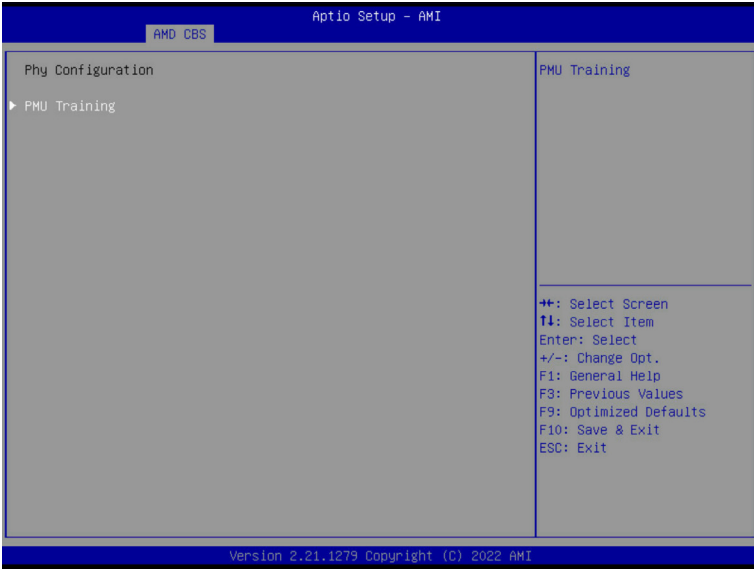 Aptio Setup – AMI
AMD CBS
Phy Configuration
▶ PMU Training
PMU Training
→←: Select Screen
↑↓: Select Item
Enter: Select
+/-: Change Opt.
F1: General Help
F3: Previous Values
F9: Optimized Defaults
F10: Save & Exit
ESC: Exit
Version 2.21.1279 Copyright (C) 2022 AMI